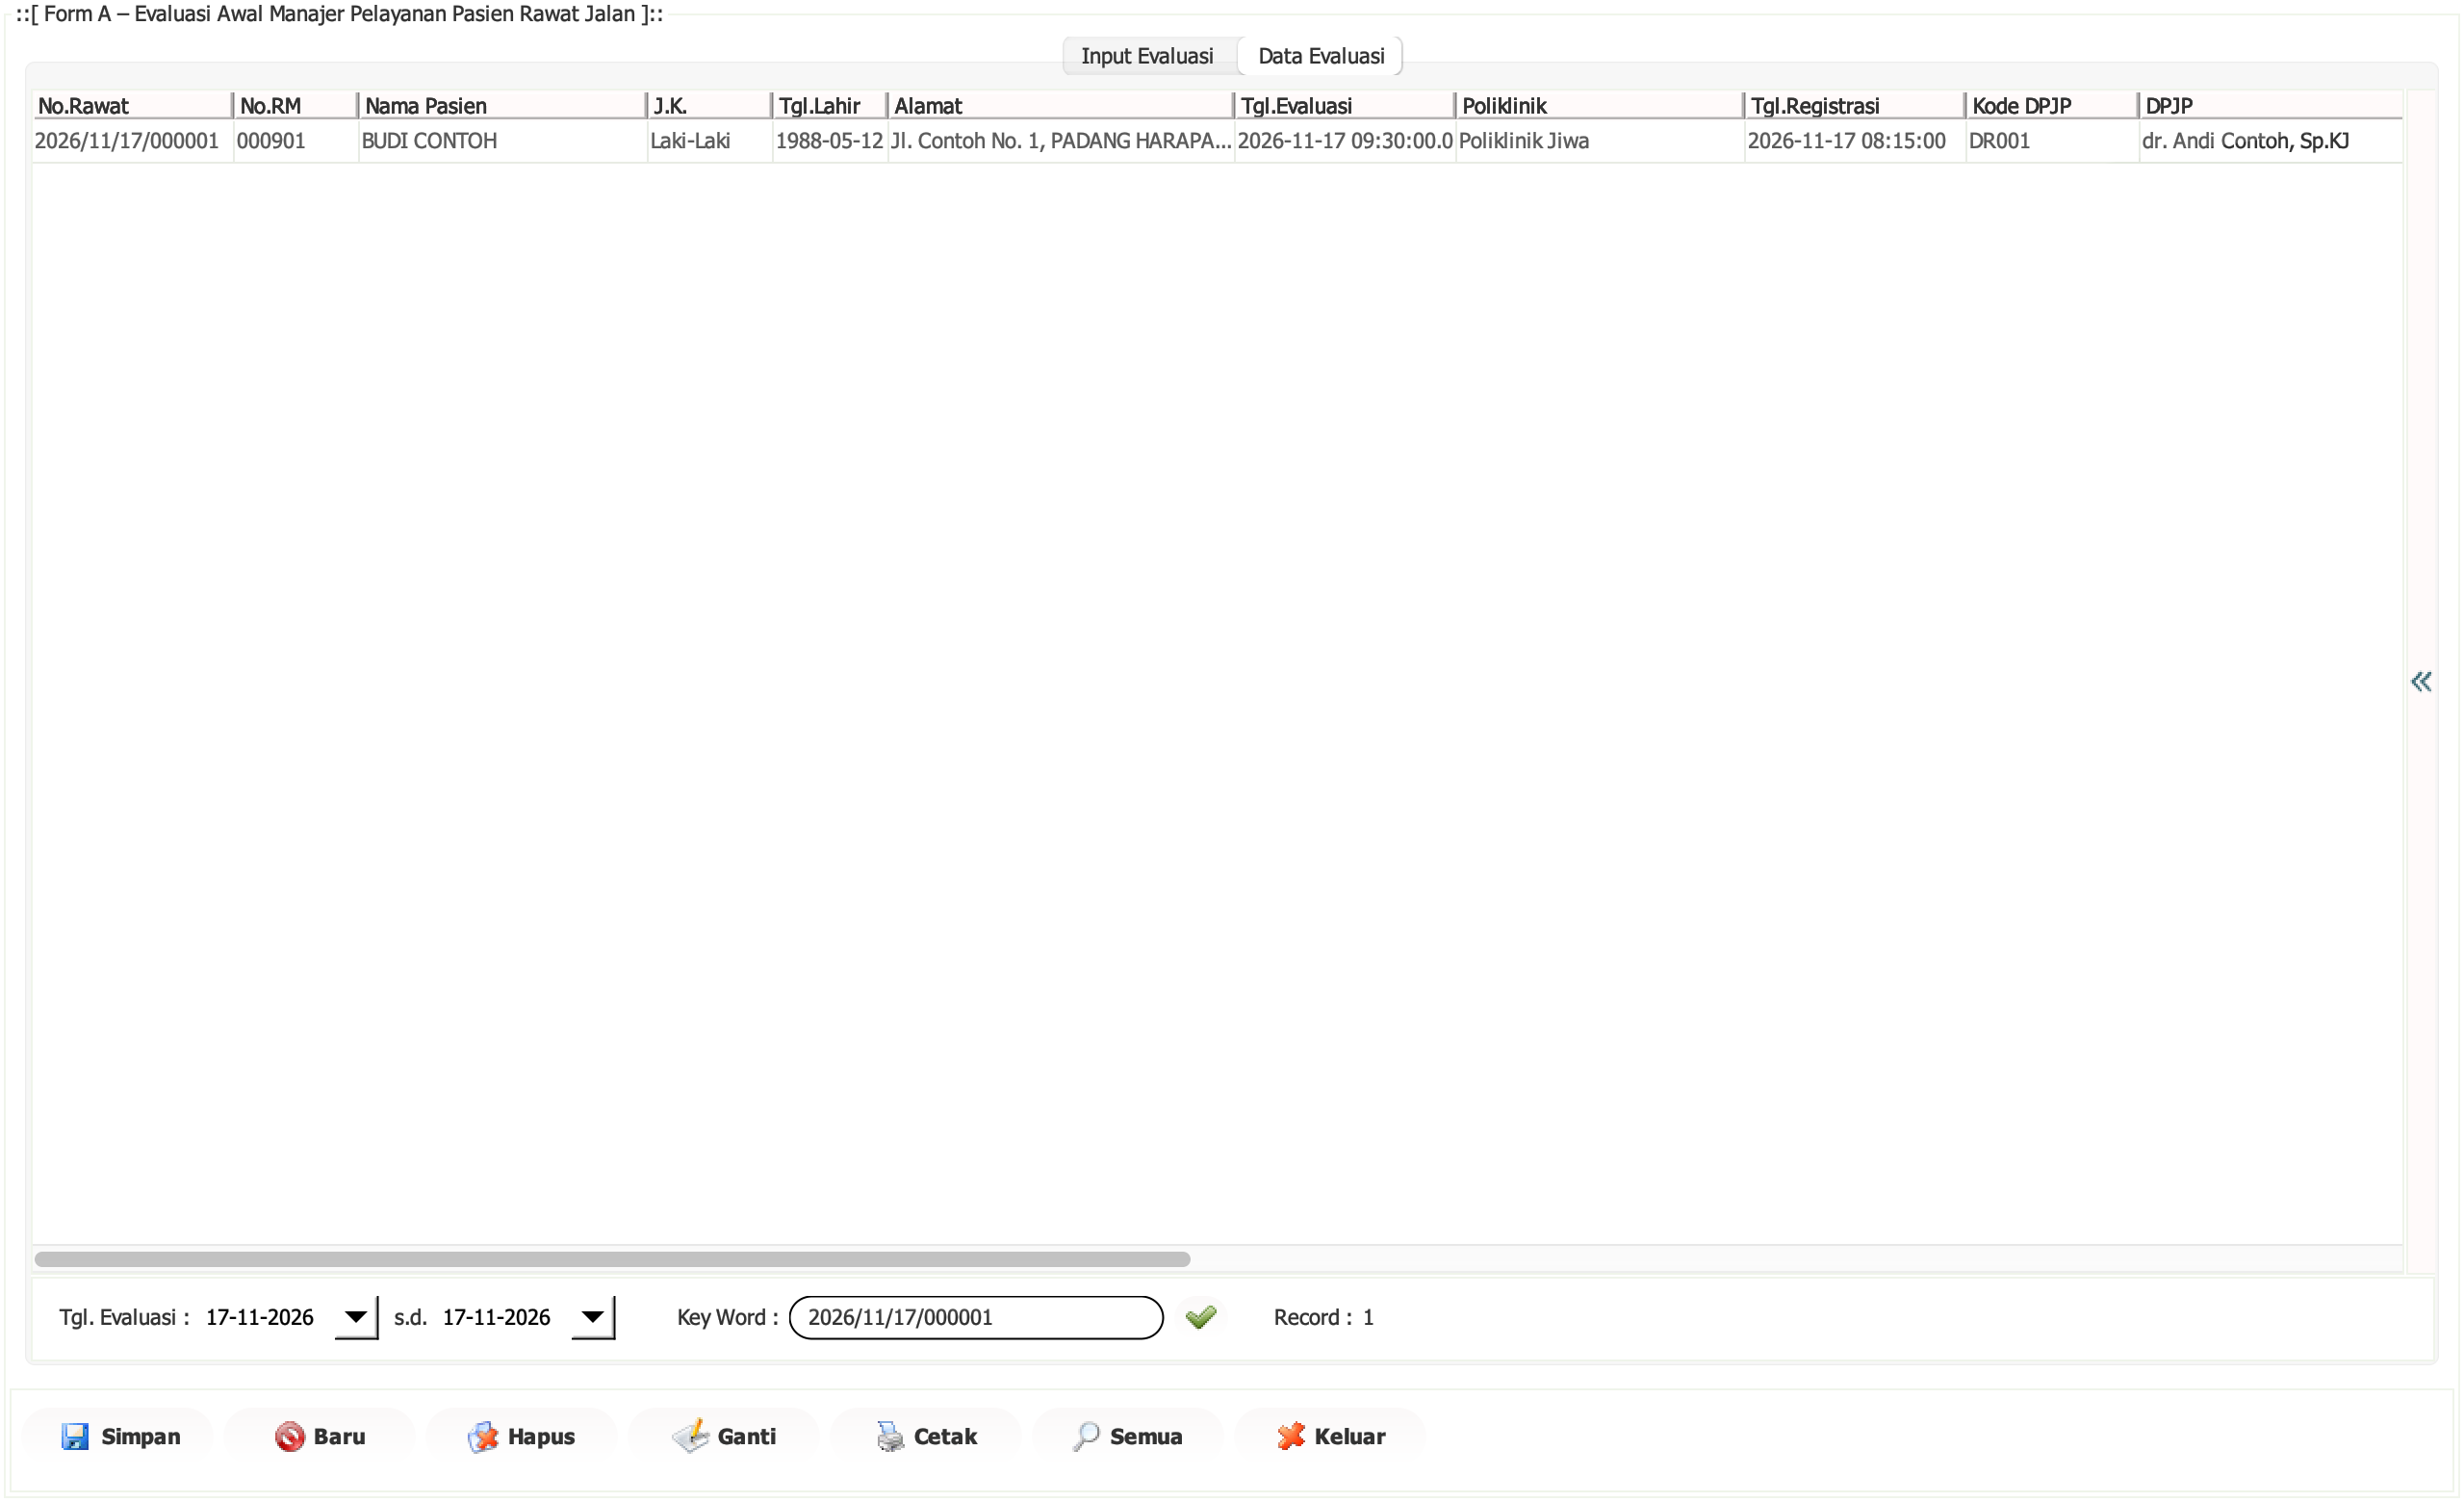 ::[ Form A – Evaluasi Awal Manajer Pelayanan Pasien Rawat Jalan ]::
Input Evaluasi Data Evaluasi
No.Rawat No.RM Nama Pasien J.K. Tgl.Lahir Alamat Tgl.Evaluasi Poliklinik Tgl.Registrasi Kode DPJP DPJP
2026/11/17/000001 000901 BUDI CONTOH Laki-Laki 1988-05-12 Jl. Contoh No. 1, PADANG HARAPA... 2026-11-17 09:30:00.0 Poliklinik Jiwa 2026-11-17 08:15:00 DR001 dr. Andi Contoh, Sp.KJ
Tgl. Evaluasi : 17-11-2026 s.d. 17-11-2026 Key Word : 2026/11/17/000001 Record : 1
Simpan Baru Hapus Ganti Cetak Semua Keluar